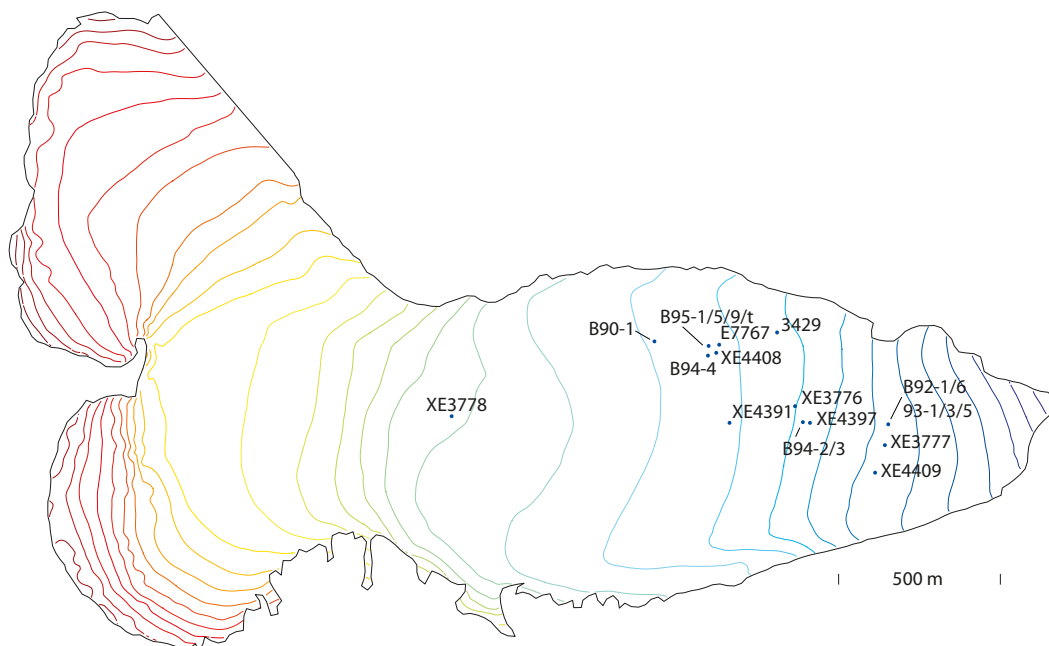 B95-1/5/9/t
3429
B90-1
E7767
XE4408
B94-4
B92-1/6
XE3778
XE4391
XE3776
93-1/3/5
XE4397
B94-2/3
XE3777
XE4409
500 m